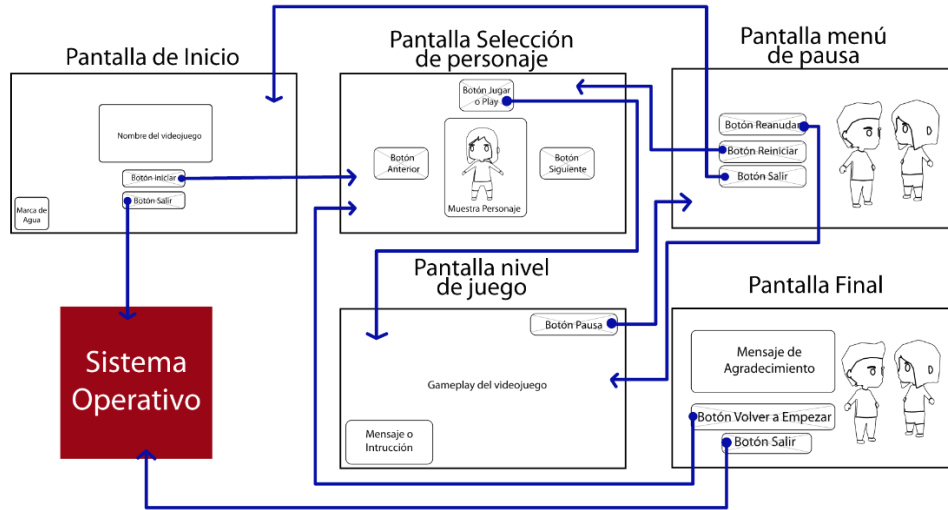 Pantalla de Inicio
Nombre del videojuego
Botón Iniciar
Botón Salir
Marca de
Agua
Pantalla Selección
de personaje
Botón Jugar
o Play
Botón
Anterior
Botón
Siguiente
Muestra Personaje
Pantalla menú
de pausa
Botón Reanudar
Botón Reiniciar
Botón Salir
Sistema
Operativo
Pantalla nivel
de juego
Botón Pausa
Gameplay del videojuego
Mensaje o
Intrucción
Pantalla Final
Mensaje de
Agradecimiento
Botón Volver a Empezar
Botón Salir